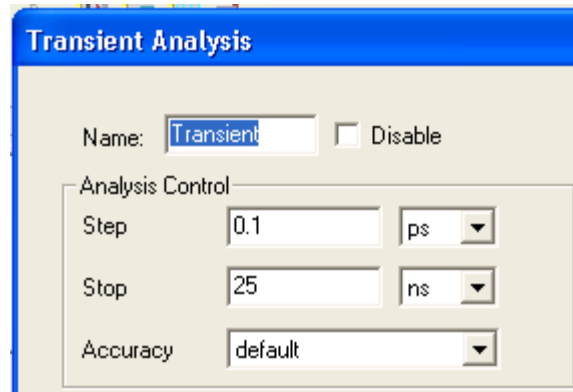 Transient Analysis
Name: Transient Disable
Analysis Control
Step 0.1 ps
Stop 25 ns
Accuracy default